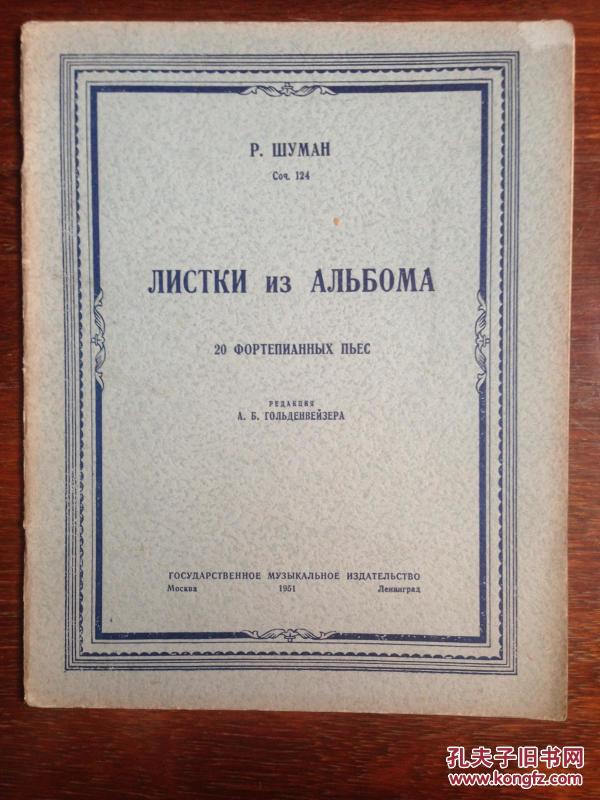 Р. ШУМАН
Соч. 124
ЛИСТКИ из АЛЬБОМА
20 ФОРТЕПИАННЫХ ПЬЕС
РЕДАКЦИЯ
А. Б. ГОЛЬДЕНВЕЙЗЕРА
ГОСУДАРСТВЕННОЕ МУЗЫКАЛЬНОЕ ИЗДАТЕЛЬСТВО
Москва 1951 Ленинград
孔夫子旧书网
www.kongfz.com